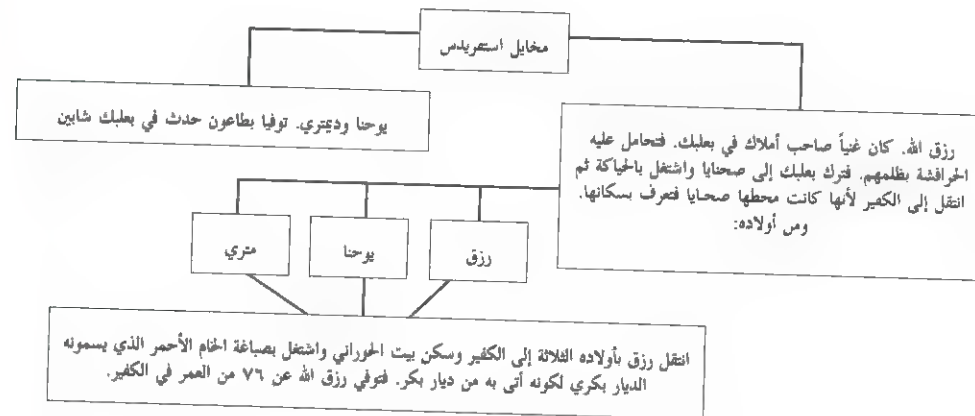 مخايل استعريدس
يوحنا وديمتري. توفيا بطاعون حدث في بعلبك شابين
رزق الله. كان غنياً صاحب أملاك في بعلبك. فتحامل عليه
الحرافشة بظلمهم. فترك بعلبك إلى صحنايا واشتغل بالحياكة ثم
انتقل إلى الكفير لأنها كانت محطها صحايا فتعرف بسكانها.
ومن أولاده:
رزق
يوحنا
متري
انتقل رزق بأولاده الثلاثة إلى الكفير وسكن بيت الحوراني واشتغل بصباغة الخام الأحمر الذي يسمونه
الديار بكري لكونه أتى به من ديار بكر. فتوفي رزق الله عن ٧٦ من العمر في الكفير.